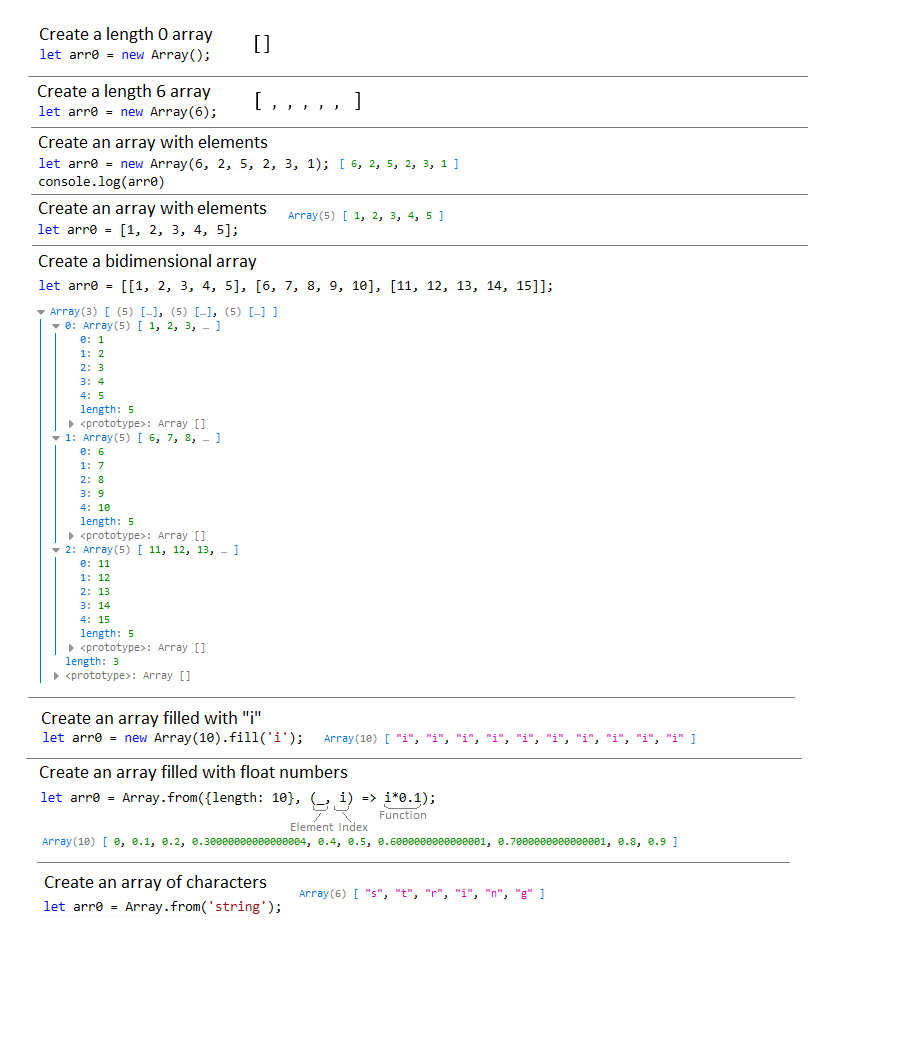 Create a length 0 array
[]
let arr0 = new Array();
Create a length 6 array
[ , , , , , ]
let arr0 = new Array(6);
Create an array with elements
let arr0 = new Array(6, 2, 5, 2, 3, 1); [ 6, 2, 5, 2, 3, 1 ]
console.log(arr0)
Create an array with elements
Array(5) [ 1, 2, 3, 4, 5 ]
let arr0 = [1, 2, 3, 4, 5];
Create a bidimensional array
let arr0 = [[1, 2, 3, 4, 5], [6, 7, 8, 9, 10], [11, 12, 13, 14, 15]];
Array(3) [ (5) […], (5) […], (5) […] ]
0: Array(5) [ 1, 2, 3, … ]
0: 1
1: 2
2: 3
3: 4
4: 5
length: 5
<prototype>: Array []
1: Array(5) [ 6, 7, 8, … ]
0: 6
1: 7
2: 8
3: 9
4: 10
length: 5
<prototype>: Array []
2: Array(5) [ 11, 12, 13, … ]
0: 11
1: 12
2: 13
3: 14
4: 15
length: 5
<prototype>: Array []
length: 3
<prototype>: Array []
Create an array filled with "i"
let arr0 = new Array(10).fill('i'); Array(10) [ "i", "i", "i", "i", "i", "i", "i", "i", "i", "i" ]
Create an array filled with float numbers
let arr0 = Array.from({length: 10}, (_, i) => i*0.1);
Function
Element Index
Array(10) [ 0, 0.1, 0.2, 0.30000000000000004, 0.4, 0.5, 0.6000000000000001, 0.7000000000000001, 0.8, 0.9 ]
Create an array of characters
Array(6) [ "s", "t", "r", "i", "n", "g" ]
let arr0 = Array.from('string');